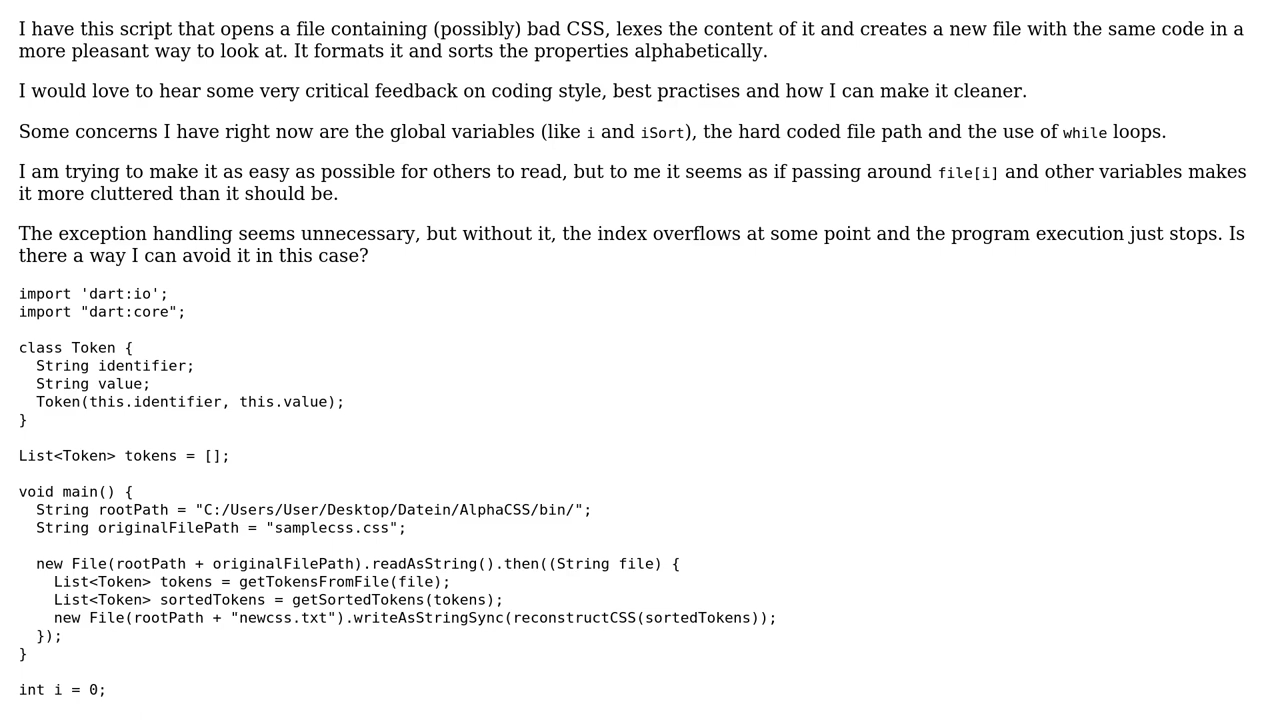 I have this script that opens a file containing (possibly) bad CSS, lexes the content of it and creates a new file with the same code in a
more pleasant way to look at. It formats it and sorts the properties alphabetically.
I would love to hear some very critical feedback on coding style, best practises and how I can make it cleaner.
Some concerns I have right now are the global variables (like i and iSort), the hard coded file path and the use of while loops.
I am trying to make it as easy as possible for others to read, but to me it seems as if passing around file[i] and other variables makes
it more cluttered than it should be.
The exception handling seems unnecessary, but without it, the index overflows at some point and the program execution just stops. Is
there a way I can avoid it in this case?
import 'dart:io';
import "dart:core";
class Token {
  String identifier;
  String value;
  Token(this.identifier, this.value);
}
List<Token> tokens = [];
void main() {
  String rootPath = "C:/Users/User/Desktop/Datein/AlphaCSS/bin/";
  String originalFilePath = "samplecss.css";
  new File(rootPath + originalFilePath).readAsString().then((String file) {
    List<Token> tokens = getTokensFromFile(file);
    List<Token> sortedTokens = getSortedTokens(tokens);
    new File(rootPath + "newcss.txt").writeAsStringSync(reconstructCSS(sortedTokens));
  });
}
int i = 0;